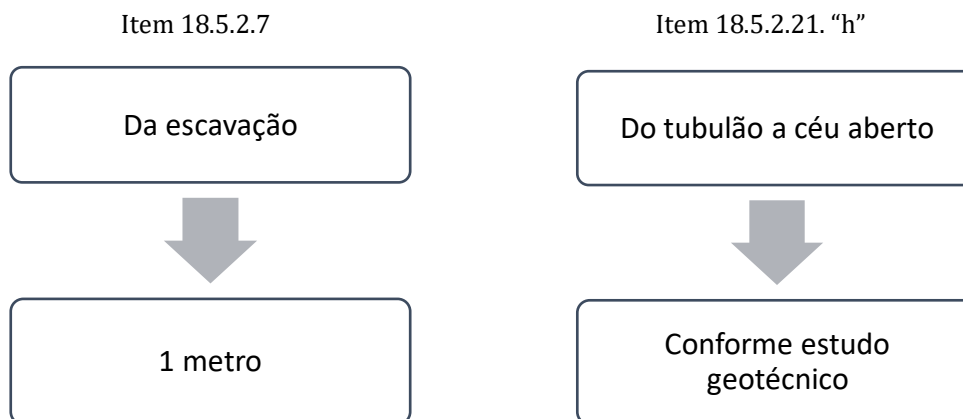 Item 18.5.2.7
Item 18.5.2.21. “h”
Da escavação
Do tubulão a céu aberto
1 metro
Conforme estudo
geotécnico